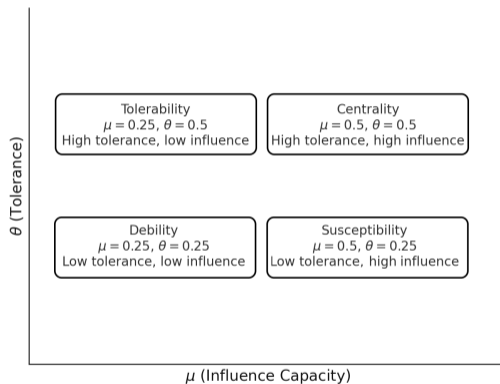 Tolerability
μ = 0.25, θ = 0.5
High tolerance, low influence
Centrality
μ = 0.5, θ = 0.5
High tolerance, high influence
θ (Tolerance)
Debility
μ = 0.25, θ = 0.25
Low tolerance, low influence
Susceptibility
μ = 0.5, θ = 0.25
Low tolerance, high influence
μ (Influence Capacity)